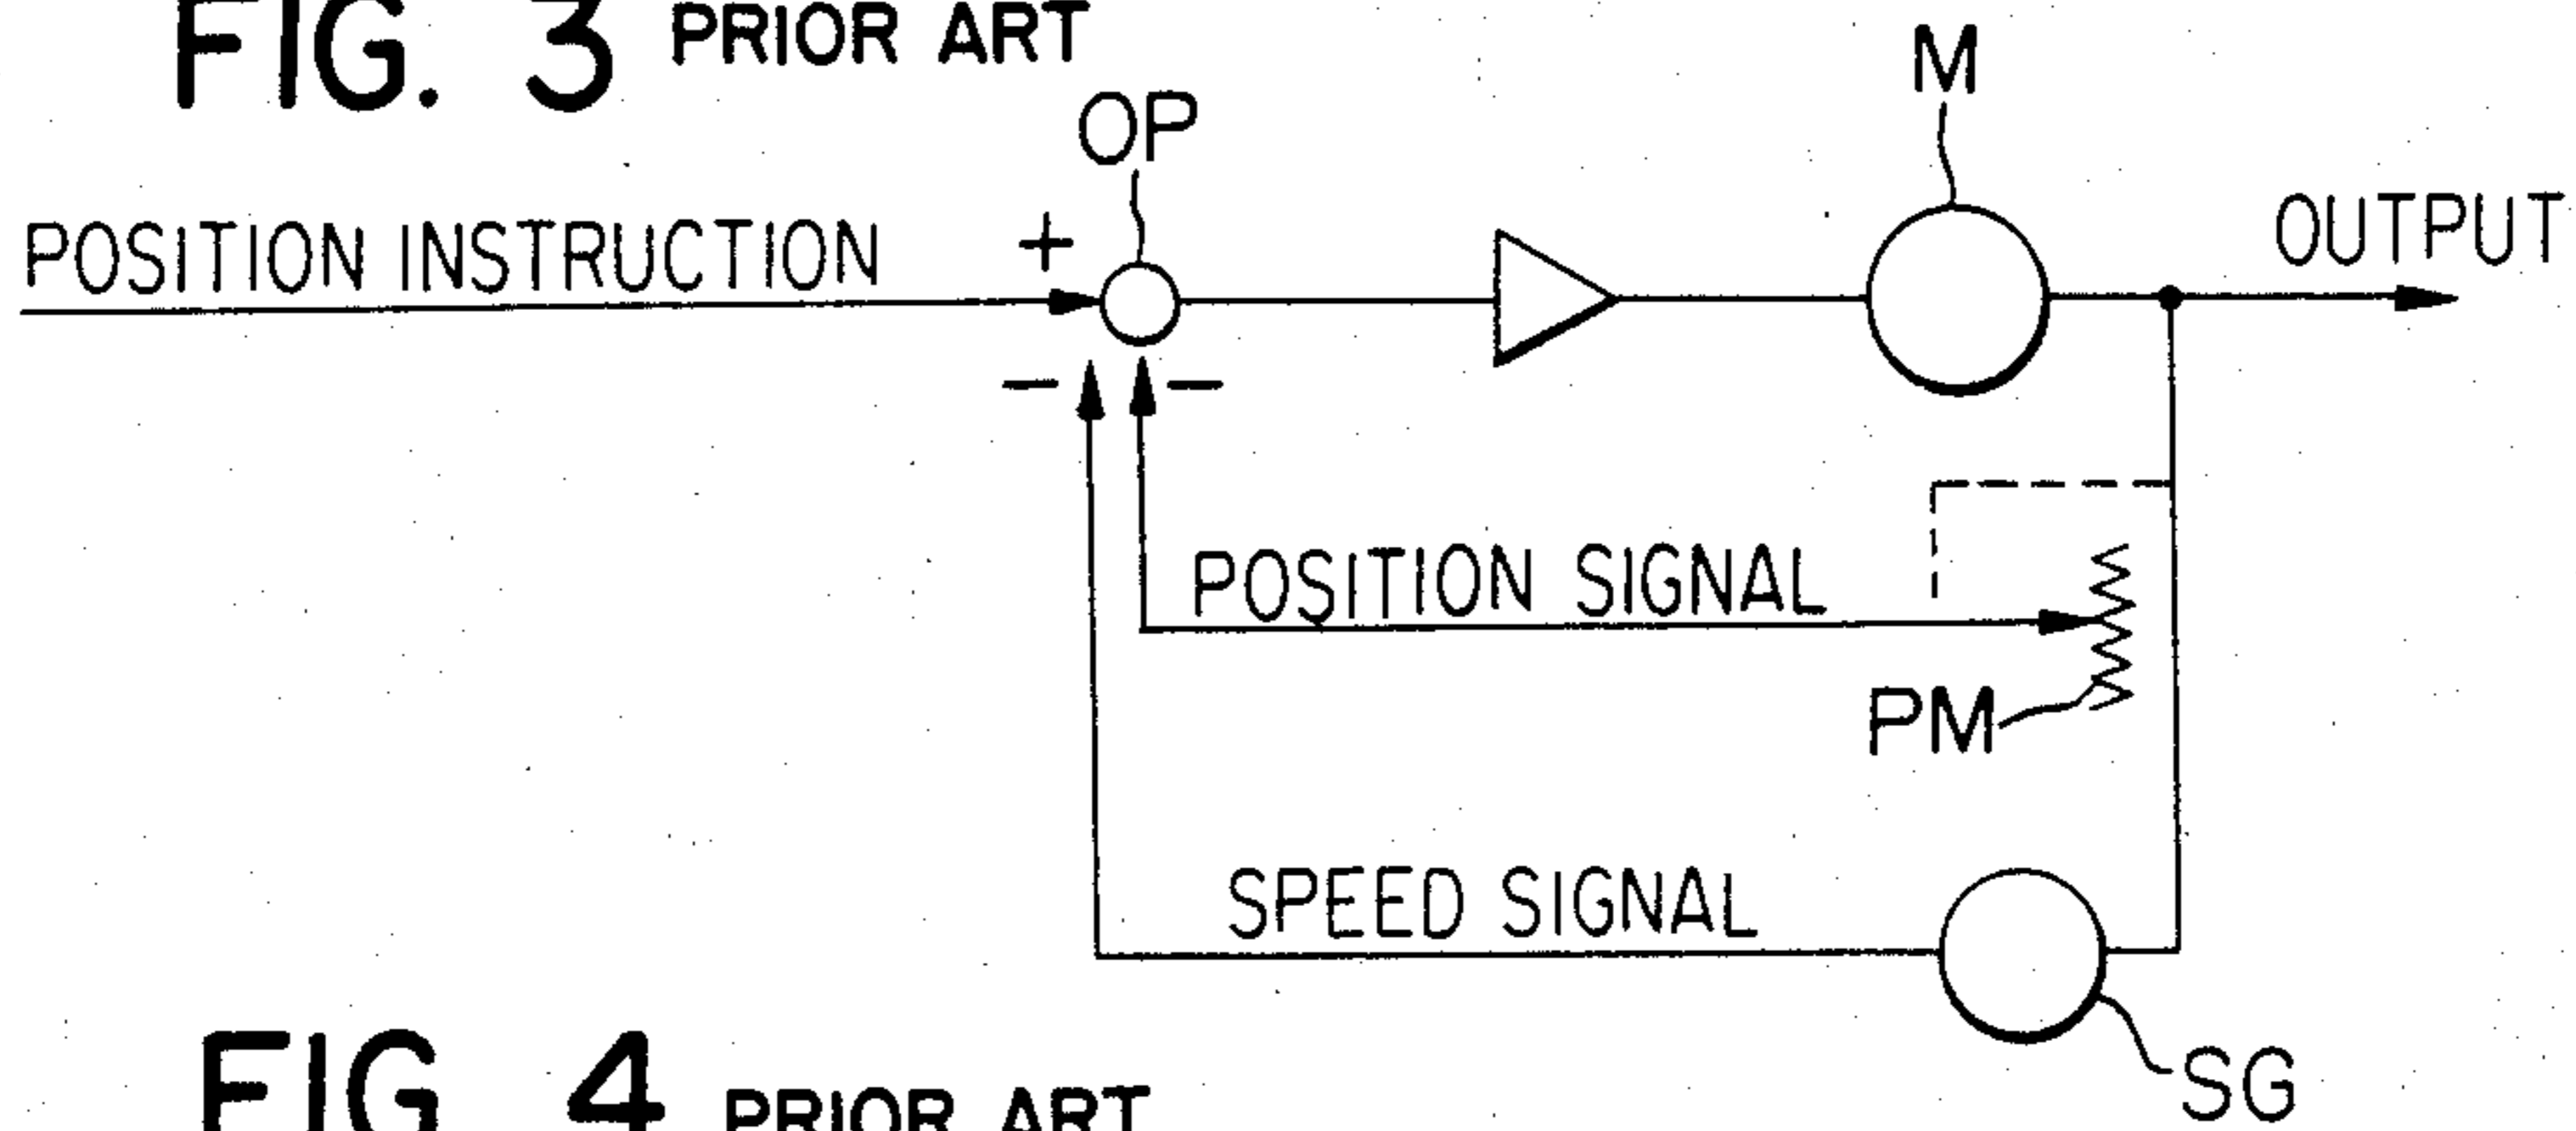 FIG. 3 PRIOR ART
OP
M
POSITION INSTRUCTION
+
OUTPUT
− −
POSITION SIGNAL
PM
SPEED SIGNAL
SG
FIG 4 PRIOR ART